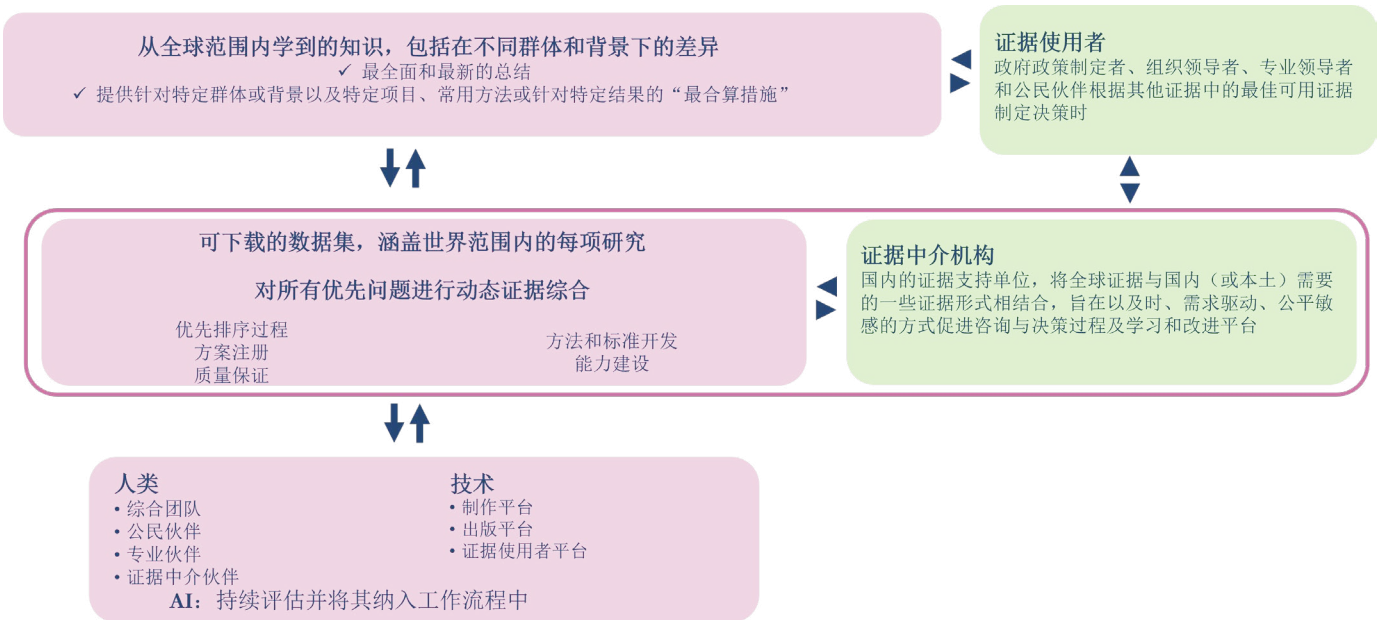 从全球范围内学到的知识，包括在不同群体和背景下的差异
✓ 最全面和最新的总结
✓ 提供针对特定群体或背景以及特定项目、常用方法或针对特定结果的“最合算措施”
证据使用者
政府政策制定者、组织领导者、专业领导者
和公民伙伴根据其他证据中的最佳可用证据
制定决策时
可下载的数据集，涵盖世界范围内的每项研究
对所有优先问题进行动态证据综合
优先排序过程
方案注册
质量保证
方法和标准开发
能力建设
证据中介机构
国内的证据支持单位，将全球证据与国内（或本土）需要
的一些证据形式相结合，旨在以及时、需求驱动、公平敏
感的方式促进咨询与决策过程及学习和改进平台
人类
• 综合团队
• 公民伙伴
• 专业伙伴
• 证据中介伙伴
技术
• 制作平台
• 出版平台
• 证据使用者平台
AI：持续评估并将其纳入工作流程中